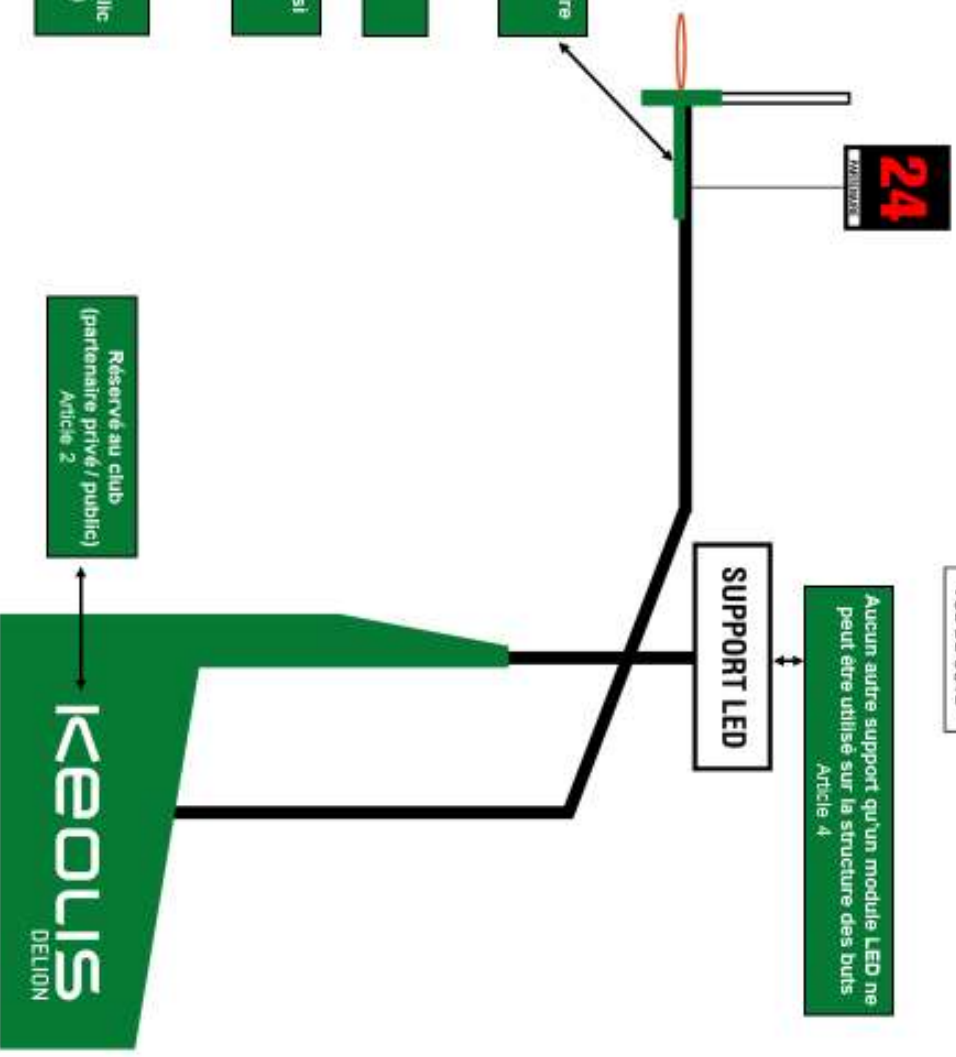 24
SUPPORT LED
Aucun autre support qu'un module LED ne
peut être utilisé sur la structure des buts
Article 4
Réservé au club
(partenaire privé / public)
Article 2
KEOLIS
DELION